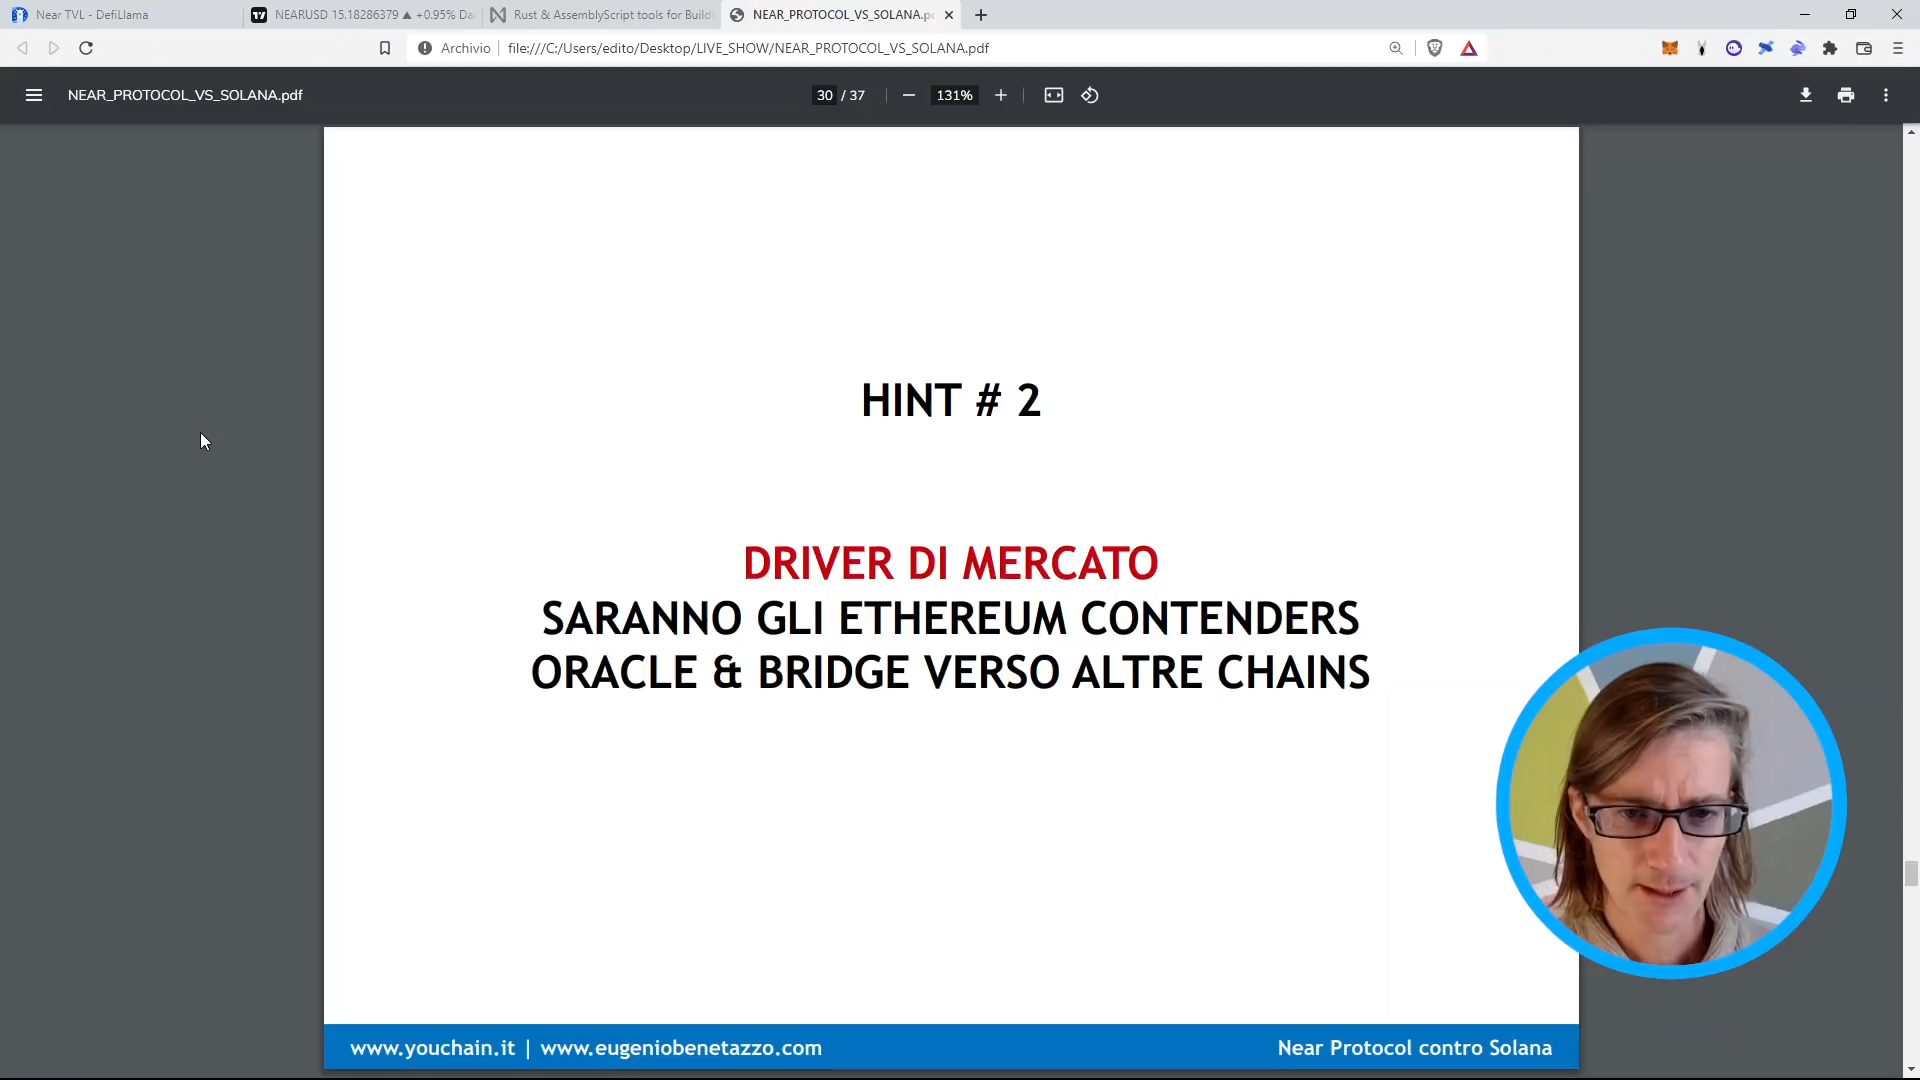 Near TVL - DefiLlama
NEARUSD 15.18286379 ▲ +0.95% Da
Rust & AssemblyScript tools for Buildi
NEAR_PROTOCOL_VS_SOLANA.p
Archivio
file:///C:/Users/edito/Desktop/LIVE_SHOW/NEAR_PROTOCOL_VS_SOLANA.pdf
NEAR_PROTOCOL_VS_SOLANA.pdf
30 / 37
131%
HINT # 2
DRIVER DI MERCATO
SARANNO GLI ETHEREUM CONTENDERS
ORACLE & BRIDGE VERSO ALTRE CHAINS
www.youchain.it | www.eugeniobenetazzo.com
Near Protocol contro Solana